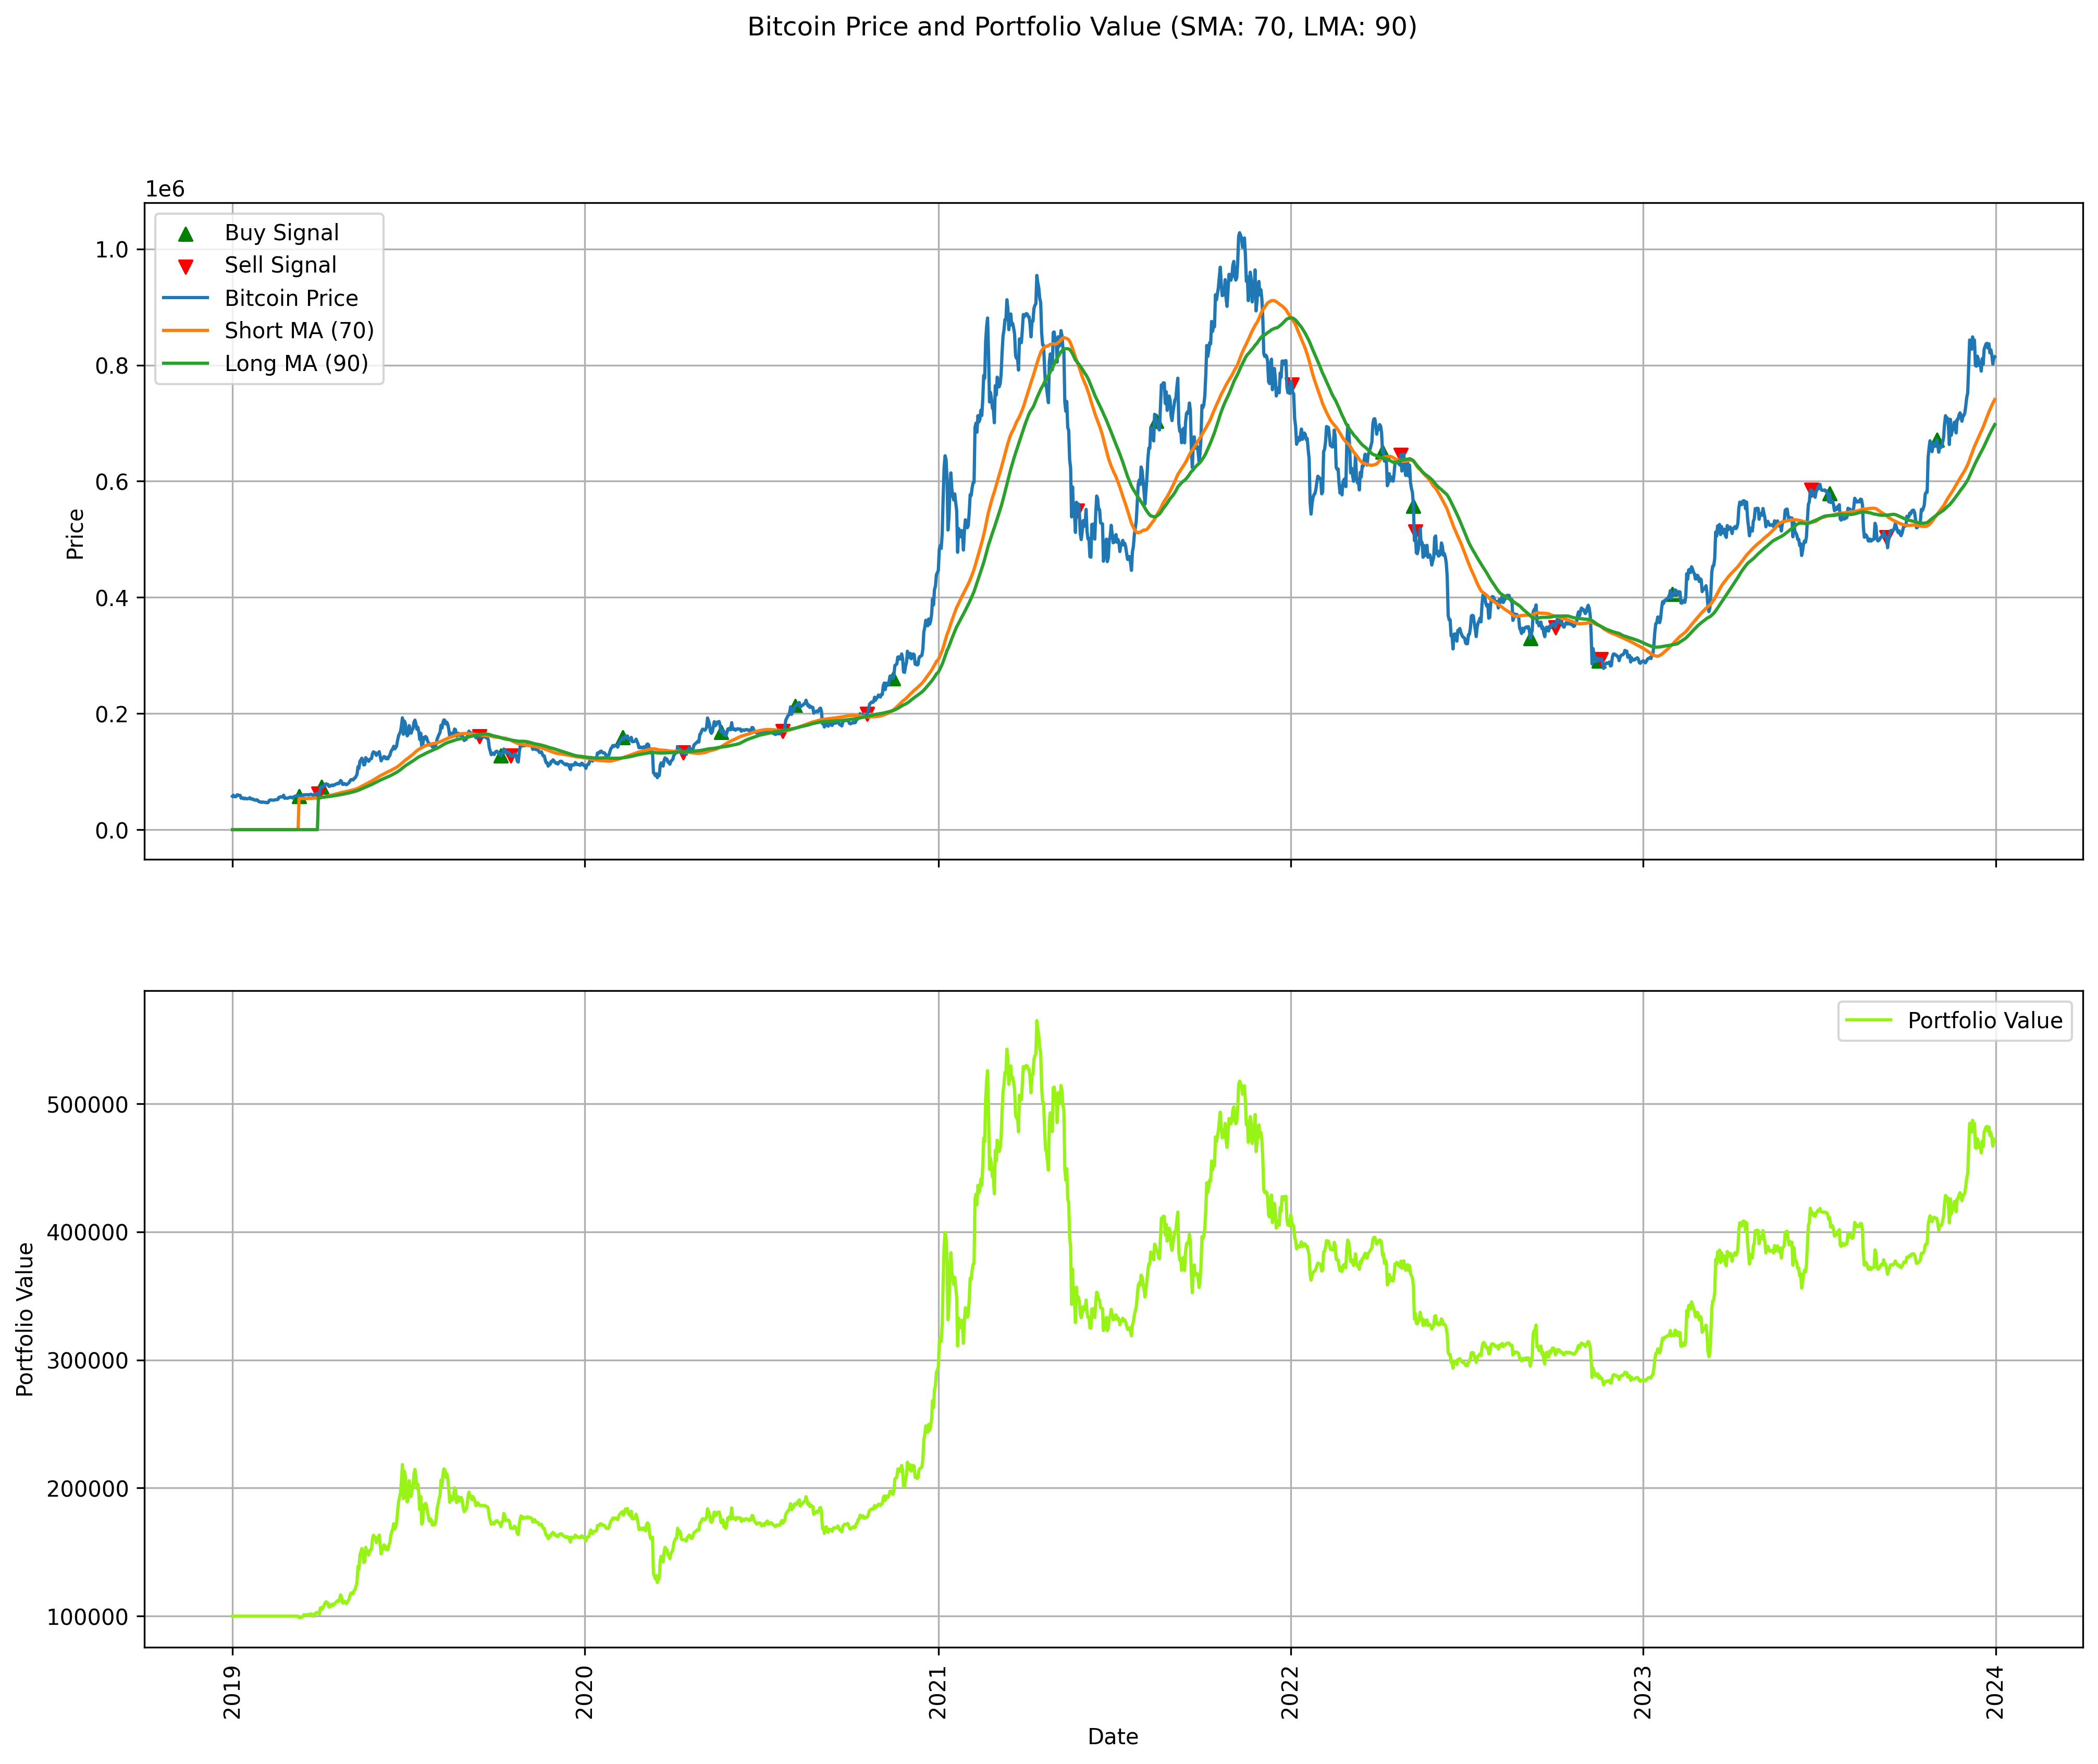 Bitcoin Price and Portfolio Value (SMA: 70, LMA: 90)
1e6
Buy Signal
Sell Signal
Bitcoin Price
Short MA (70)
Long MA (90)
1.0
0.8
0.6
0.4
0.2
0.0
Price
Portfolio Value
500000
400000
300000
200000
100000
Portfolio Value
2019
2020
2021
2022
2023
2024
Date